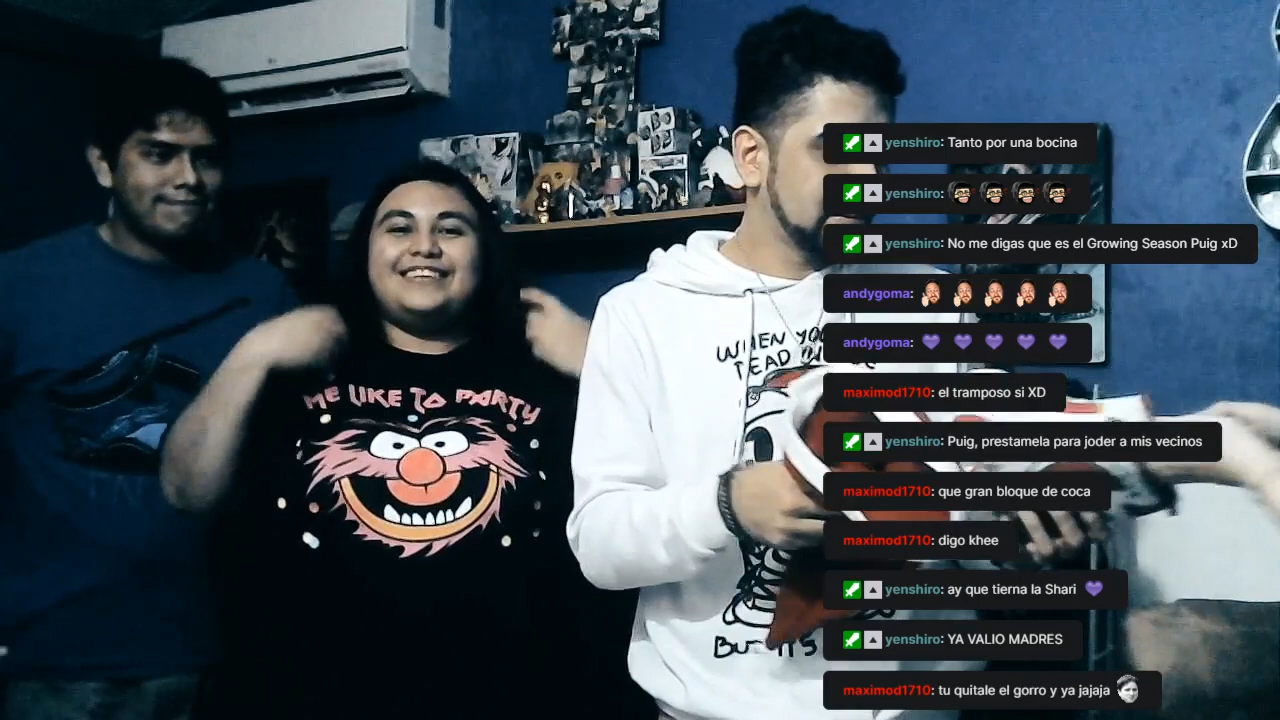 ME LIKE TO PARTY
WHEN YOU
DEAD
yenshiro: Tanto por una bocina
yenshiro:
yenshiro: No me digas que es el Growing Season Puig xD
andygoma:
andygoma: 💜 💜 💜 💜 💜
maximod1710: el tramposo si XD
yenshiro: Puig, prestamela para joder a mis vecinos
maximod1710: que gran bloque de coca
maximod1710: digo khee
yenshiro: ay que tierna la Shari 💜
yenshiro: YA VALIO MADRES
maximod1710: tu quitale el gorro y ya jajaja